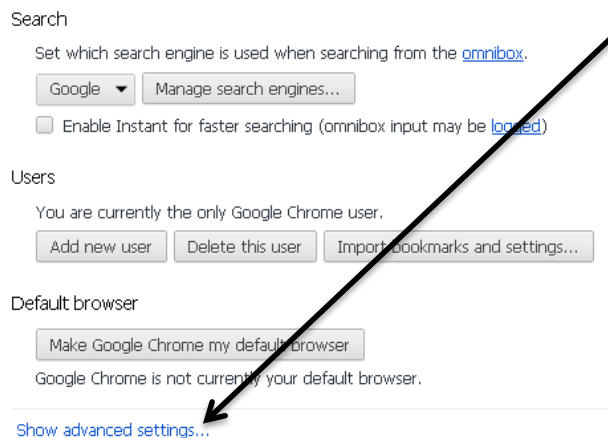 Search
Set which search engine is used when searching from the omnibox.
Google Manage search engines...
Enable Instant for faster searching (omnibox input may be logged)
Users
You are currently the only Google Chrome user.
Add new user Delete this user Import bookmarks and settings...
Default browser
Make Google Chrome my default browser
Google Chrome is not currently your default browser.
Show advanced settings...